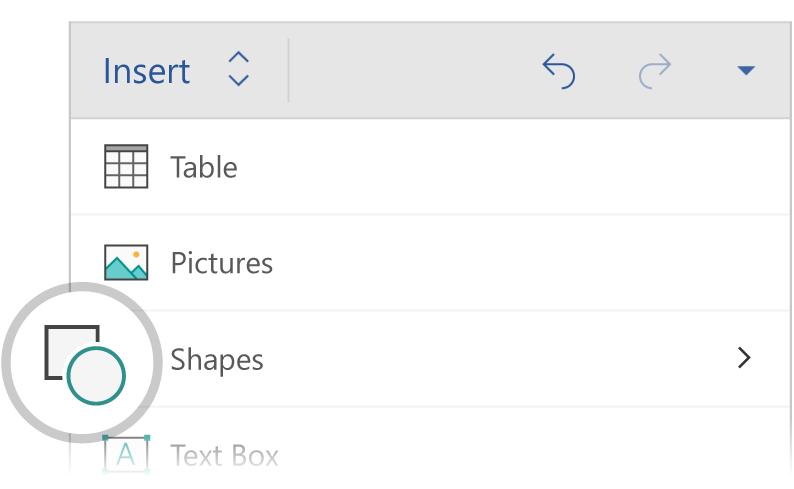 Insert
Table
Pictures
Shapes
A Text Box